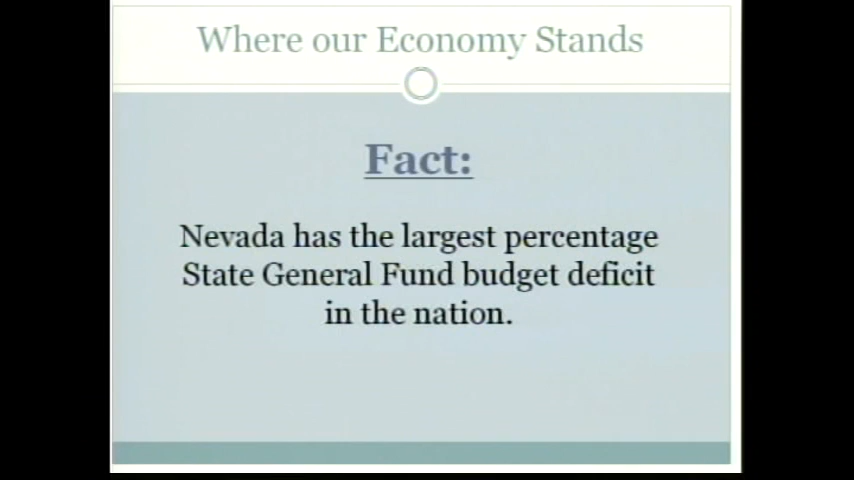 Where our Economy Stands
Fact:
Nevada has the largest percentage
State General Fund budget deficit
in the nation.